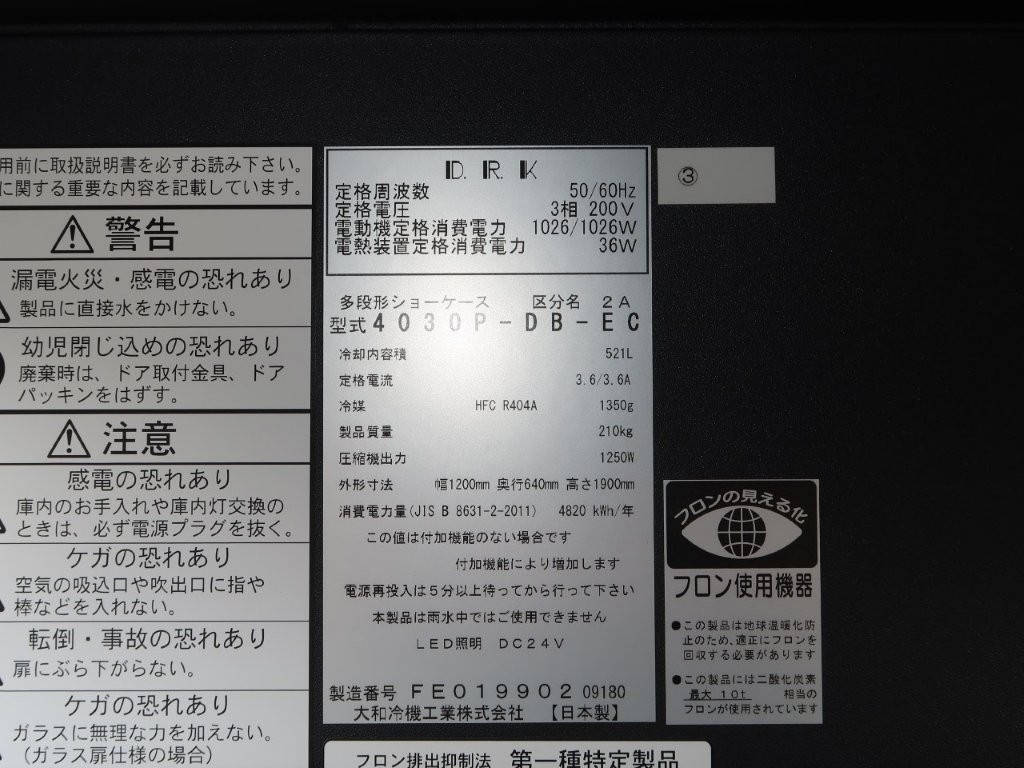 用前に取扱説明書を必ずお読み下さい。
に関する重要な内容を記載しています。
警告
漏電火災・感電の恐れあり
製品に直接水をかけない。
幼児閉じ込めの恐れあり
廃棄時は、ドア取付金具、ドア
パッキンをはずす。
注意
感電の恐れあり
庫内のお手入れや庫内灯交換の
ときは、必ず電源プラグを抜く。
ケガの恐れあり
空気の吸込口や吹出口に指や
棒などを入れない。
転倒・事故の恐れあり
扉にぶら下がらない。
ケガの恐れあり
ガラスに無理な力を加えない。
(ガラス扉仕様の場合)
D. R. K
定格周波数 50/60Hz
定格電圧 3相 200V
電動機定格消費電力 1026/1026W
電熱装置定格消費電力 36W
多段形ショーケース 区分名 2A
型式 4030P-DB-EC
冷却内容積 521L
定格電流 3.6/3.6A
冷媒 HFC R404A 1350g
製品質量 210kg
圧縮機出力 1250W
外形寸法 幅1200mm 奥行640mm 高さ1900mm
消費電力量(JIS B 8631-2-2011) 4820 kWh/年
この値は付加機能のない場合です
付加機能により増加します
電源再投入は5分以上待ってから行って下さい
本製品は雨水中ではご使用できません
LED照明 DC24V
製造番号 FE019902 09180
大和冷機工業株式会社 【日本製】
フロン排出抑制法 第一種特定製品
③
フロンの見える化
フロン使用機器
●この製品は地球温暖化防
止のため、適正にフロンを
回収する必要があります
●この製品には二酸化炭素
最大 10t 相当の
フロンが使用されています